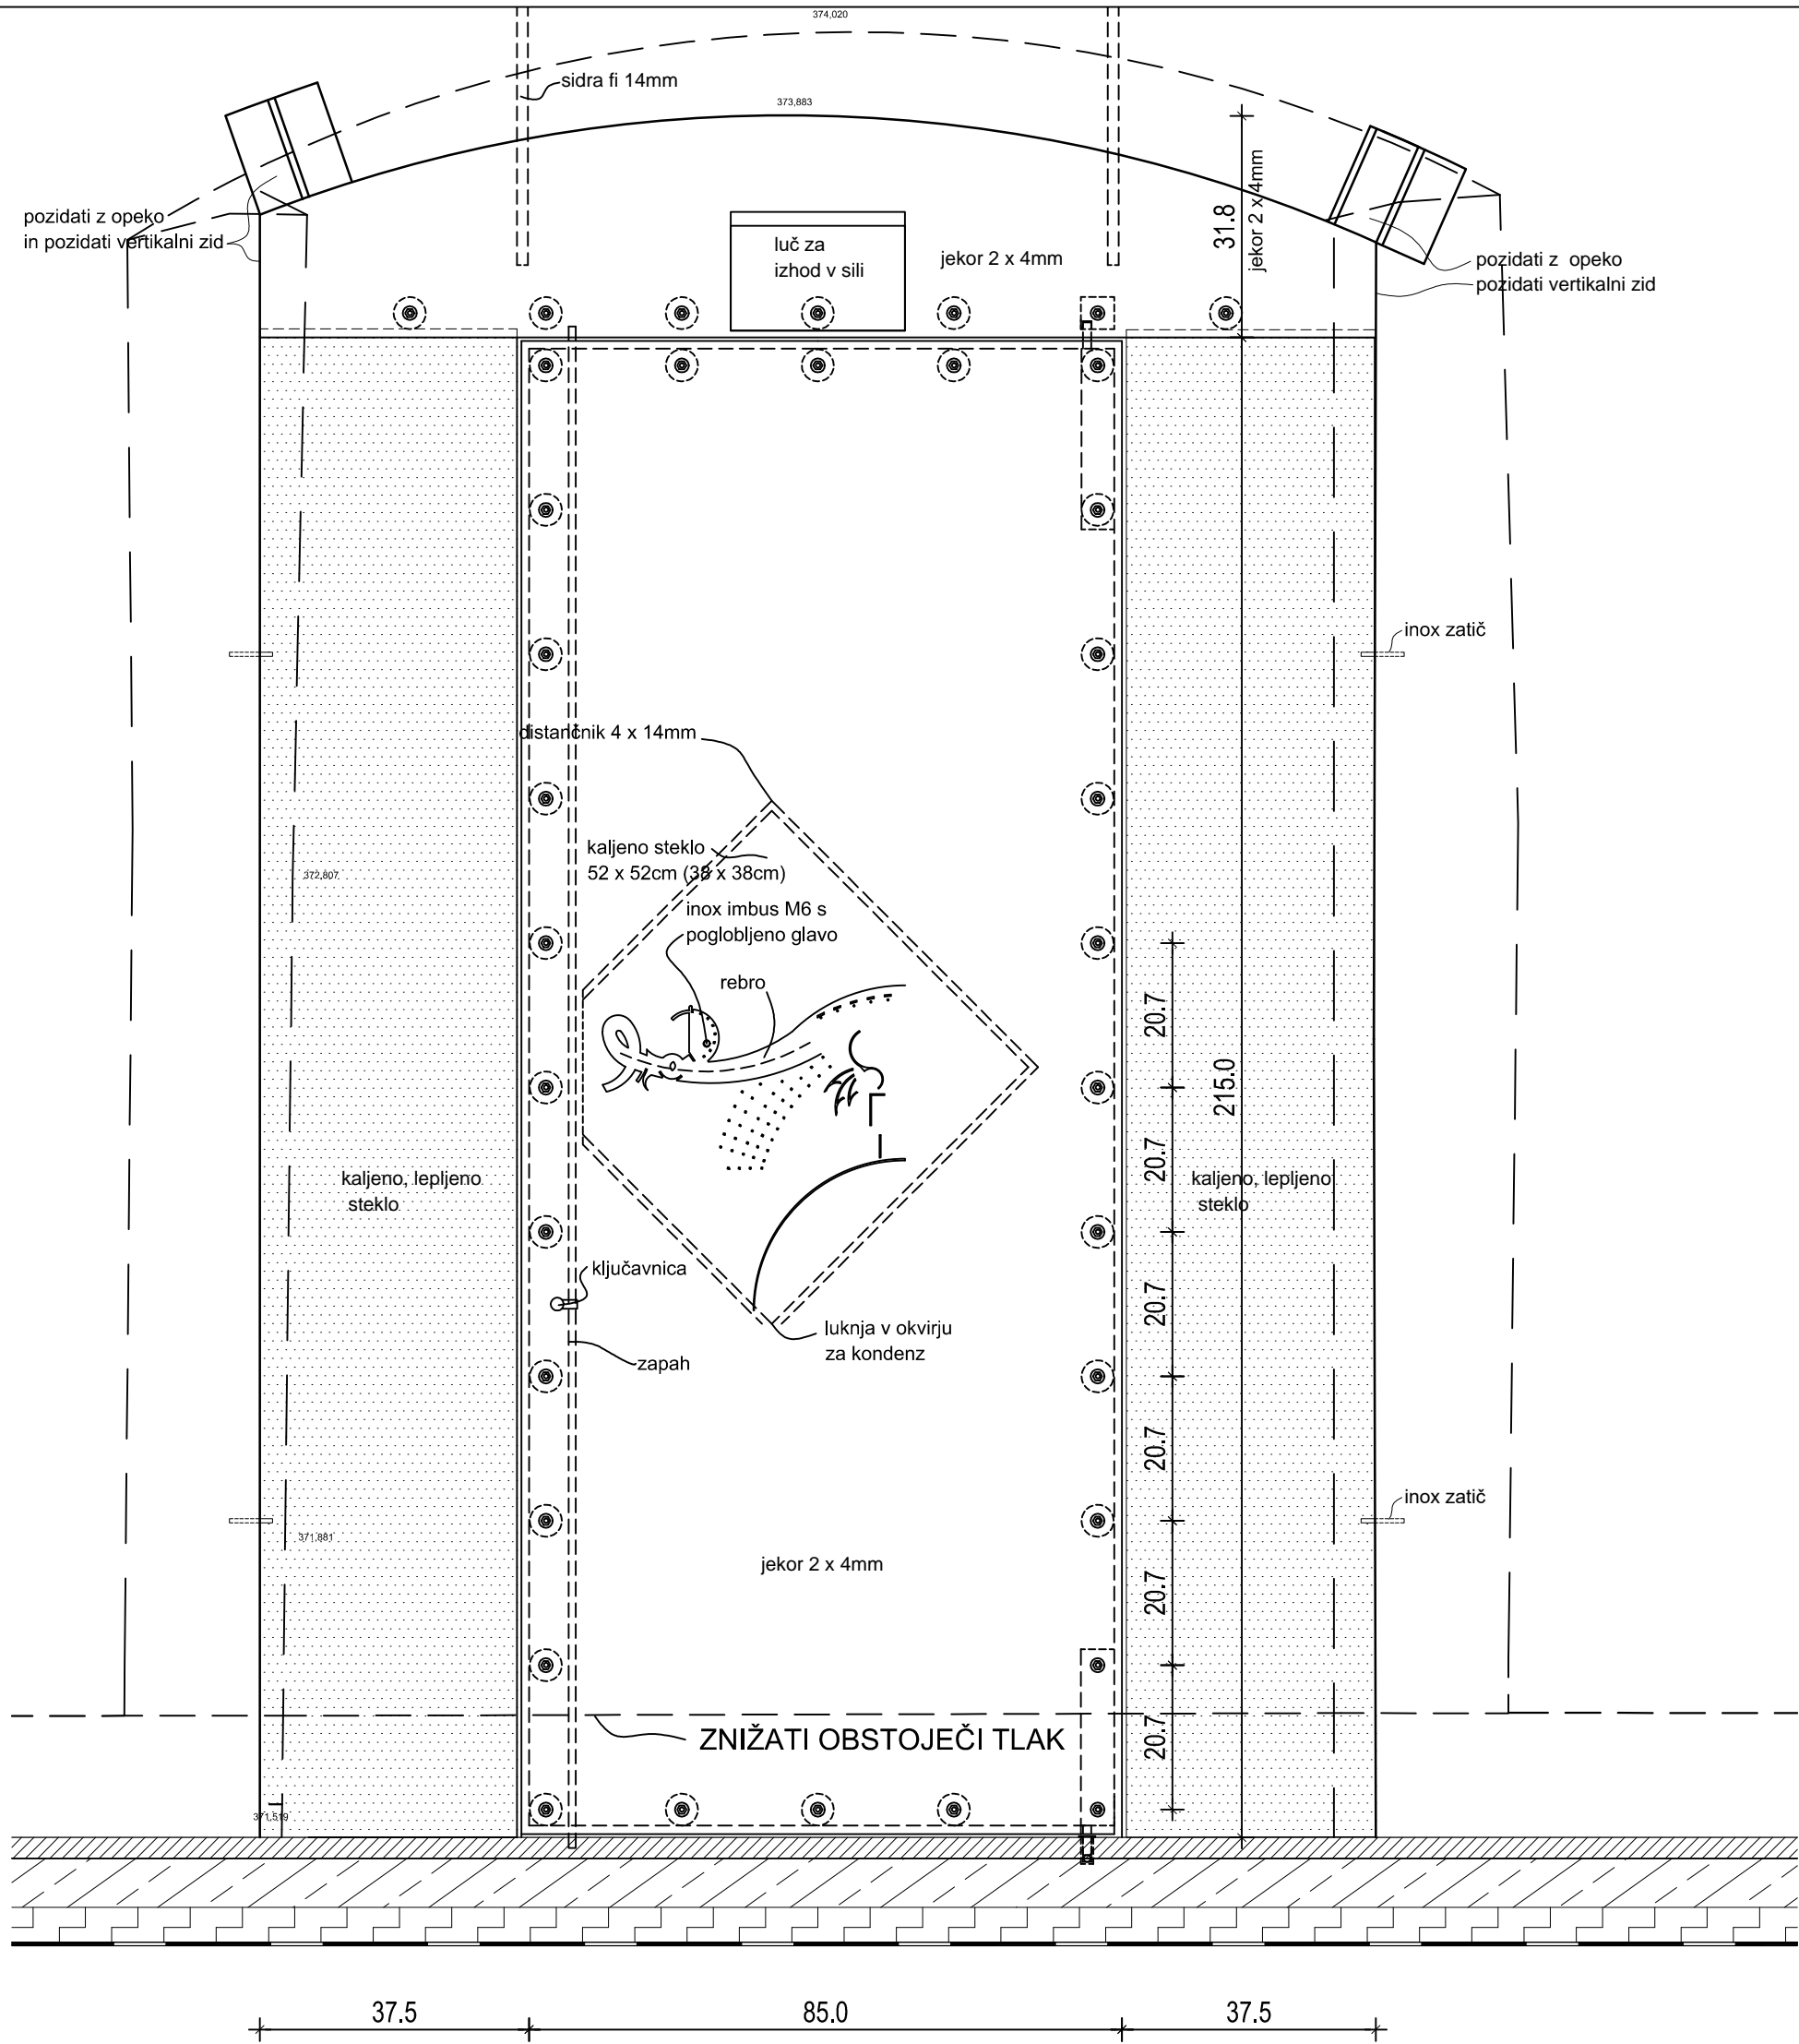 374,020
sidra fi 14mm
373,883
pozidati z opeko
in pozidati vertikalni zid
luč za
izhod v sili
jekor 2 x 4mm
31.8
jekor 2 x 4mm
pozidati z  opeko
pozidati vertikalni zid
inox zatič
distančnik 4 x 14mm
kaljeno steklo
52 x 52cm (38 x 38cm)
372,807
inox imbus M6 s
poglobljeno glavo
rebro
20.7
215.0
20.7
kaljeno, lepljeno
steklo
kaljeno, lepljeno
steklo
ključavnica
20.7
luknja v okvirju
za kondenz
zapah
20.7
inox zatič
371,881
jekor 2 x 4mm
20.7
20.7
ZNIŽATI OBSTOJEČI TLAK
371,519
37.5
85.0
37.5